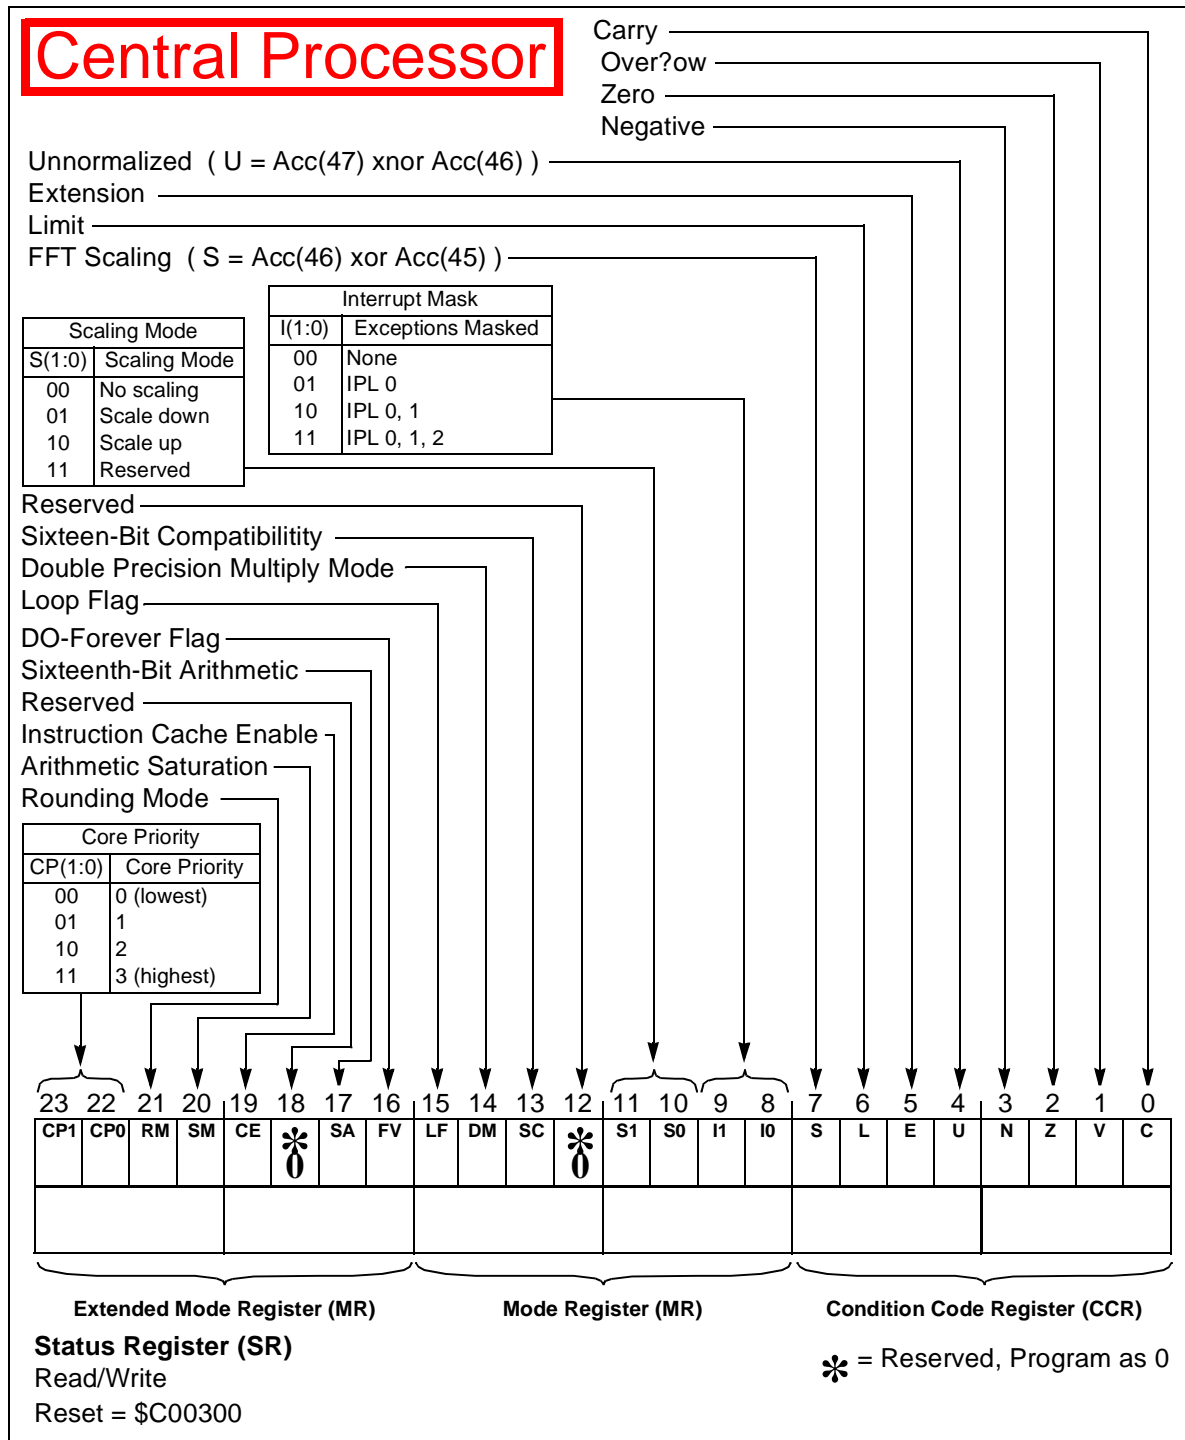 Central Processor
Carry
Over?ow
Zero
Negative
Unnormalized ( U = Acc(47) xnor Acc(46) )
Extension
Limit
FFT Scaling ( S = Acc(46) xor Acc(45) )
Interrupt Mask
I(1:0) Exceptions Masked
00 None
01 IPL 0
10 IPL 0, 1
11 IPL 0, 1, 2
Scaling Mode
S(1:0) Scaling Mode
00 No scaling
01 Scale down
10 Scale up
11 Reserved
Reserved
Sixteen-Bit Compatibilitity
Double Precision Multiply Mode
Loop Flag
DO-Forever Flag
Sixteenth-Bit Arithmetic
Reserved
Instruction Cache Enable
Arithmetic Saturation
Rounding Mode
Core Priority
CP(1:0) Core Priority
00 0 (lowest)
01 1
10 2
11 3 (highest)
23 22 21 20 19 18 17 16 15 14 13 12 11 10 9 8 7 6 5 4 3 2 1 0
CP1 CP0 RM SM CE * SA FV LF DM SC * S1 S0 I1 I0 S L E U N Z V C
0 0
Extended Mode Register (MR) Mode Register (MR) Condition Code Register (CCR)
Status Register (SR)
Read/Write
Reset = $C00300
* = Reserved, Program as 0